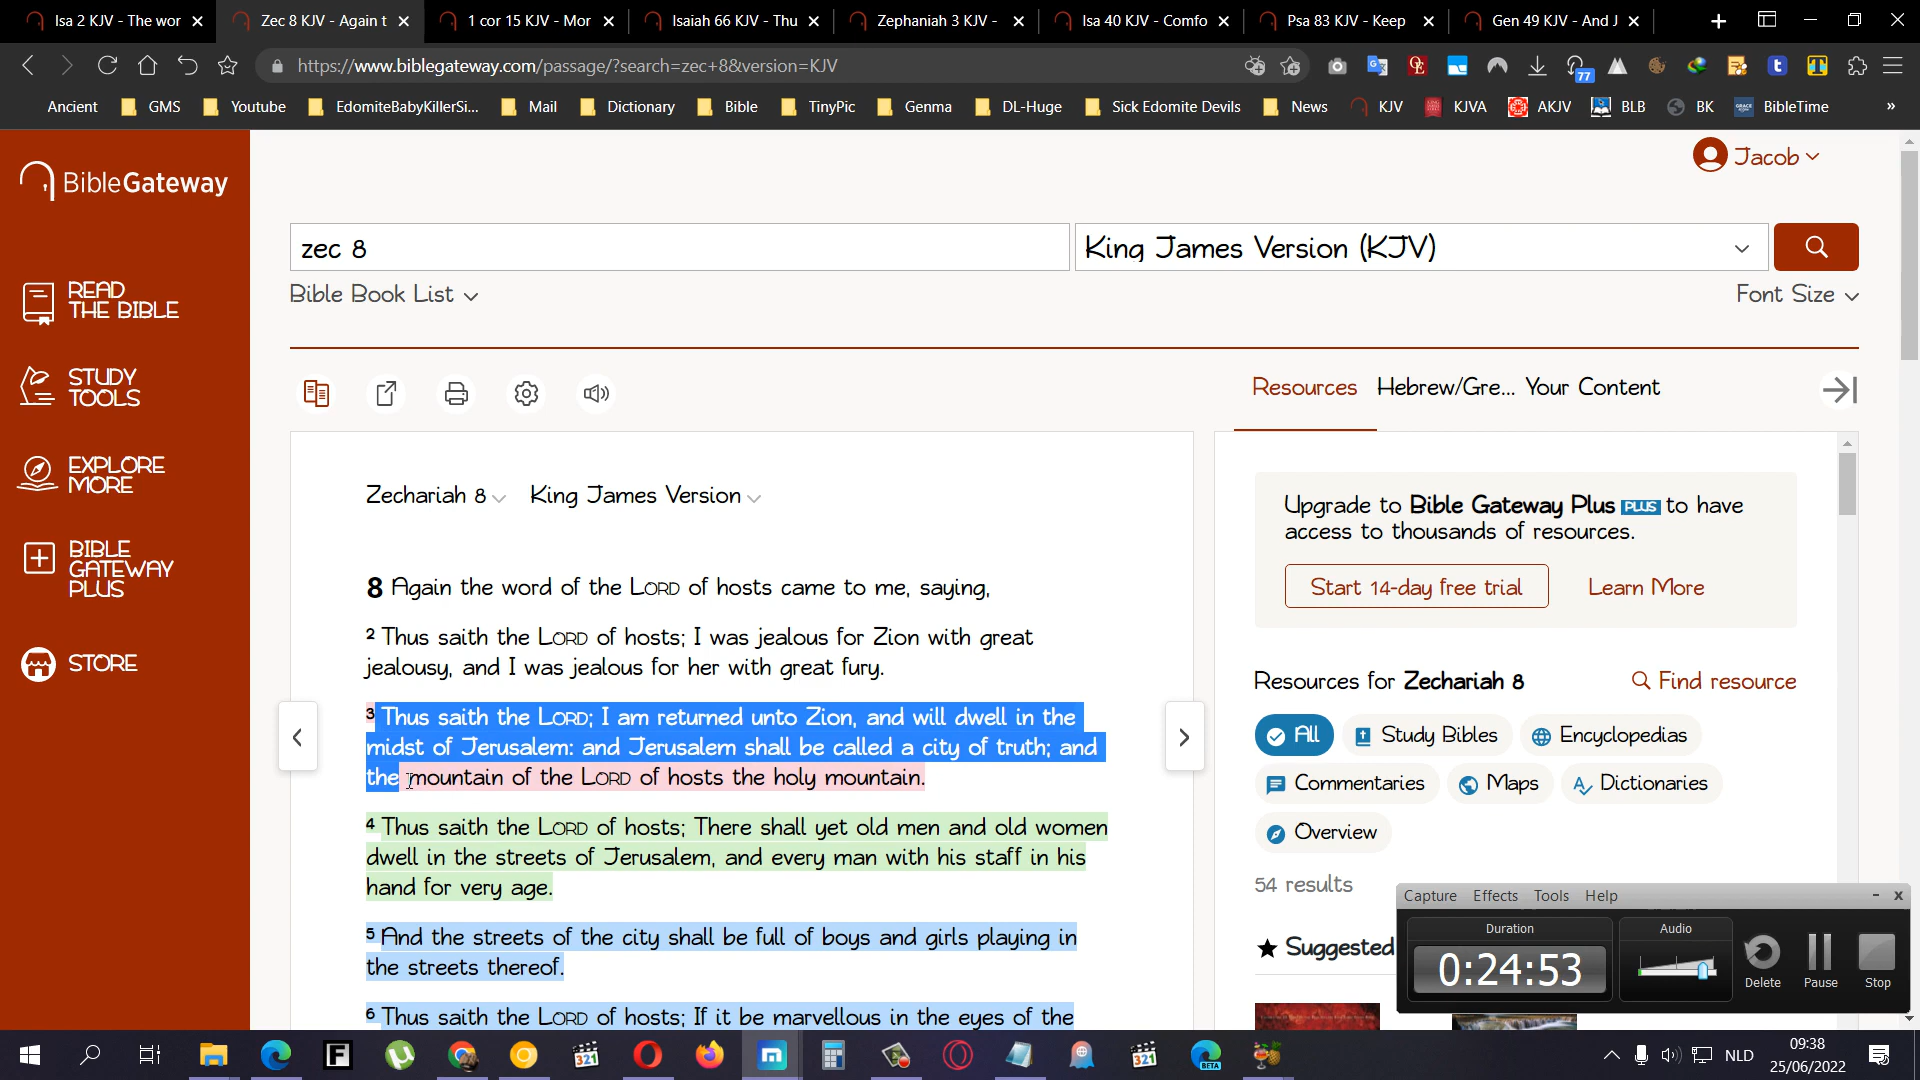 Isa 2 KJV - The wor
Zec 8 KJV - Again t
1 cor 15 KJV - Mor
Isaiah 66 KJV - Thu
Zephaniah 3 KJV -
Isa 40 KJV - Comfo
Psa 83 KJV - Keep
Gen 49 KJV - And J
https://www.biblegateway.com/passage/?search=zec+8&version=KJV
77
Ancient GMS Youtube EdomiteBabyKillerSi... Mail Dictionary Bible TinyPic Genma DL-Huge Sick Edomite Devils News KJV KJVA AKJV BLB BK BibleTime »
BibleGateway
Jacob
zec 8
King James Version (KJV)
Bible Book List
Font Size
READ
THE BIBLE
STUDY
TOOLS
EXPLORE
MORE
BIBLE
GATEWAY
PLUS
STORE
Resources Hebrew/Gre... Your Content
Zechariah 8 King James Version
8 Again the word of the LORD of hosts came to me, saying,
2 Thus saith the LORD of hosts; I was jealous for Zion with great
jealousy, and I was jealous for her with great fury.
3 Thus saith the LORD; I am returned unto Zion, and will dwell in the
midst of Jerusalem: and Jerusalem shall be called a city of truth; and
the mountain of the LORD of hosts the holy mountain.
4 Thus saith the LORD of hosts; There shall yet old men and old women
dwell in the streets of Jerusalem, and every man with his staff in his
hand for very age.
5 And the streets of the city shall be full of boys and girls playing in
the streets thereof.
6 Thus saith the LORD of hosts; If it be marvellous in the eyes of the
Upgrade to Bible Gateway Plus PLUS to have
access to thousands of resources.
Start 14-day free trial
Learn More
Resources for Zechariah 8
Find resource
All
Study Bibles
Encyclopedias
Commentaries
Maps
Dictionaries
Overview
54 results
Suggested
Capture Effects Tools Help
Duration
0:24:53
Audio
Delete
Pause
Stop
321
321
BETA
NLD
09:38
25/06/2022